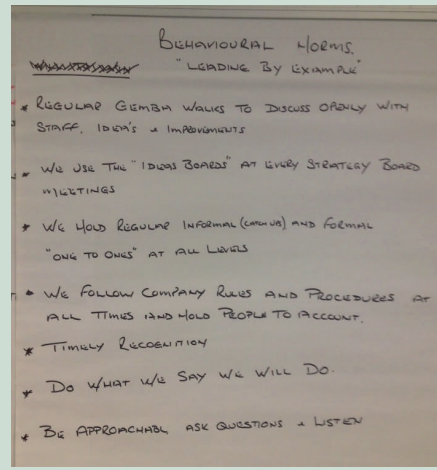 BEHAVIOURAL NORMS.
"LEADING BY EXAMPLE"
* REGULAR GEMBA WALKS TO DISCUSS OPENLY WITH
STAFF, IDEA'S & IMPROVEMENTS
* WE USE THE "IDEAS BOARDS" AT EVERY STRATEGY BOARD
MEETINGS
* WE HOLD REGULAR INFORMAL (CATCH UB) AND FORMAL
"ONE TO ONES" AT ALL LEVELS
* WE FOLLOW COMPANY RULES AND PROCEDURES AT
ALL TIMES AND HOLD PEOPLE TO ACCOUNT.
* TIMELY RECOGNITION
* DO WHAT WE SAY WE WILL DO.
* BE APPROACHABL ASK QUESTIONS & LISTEN